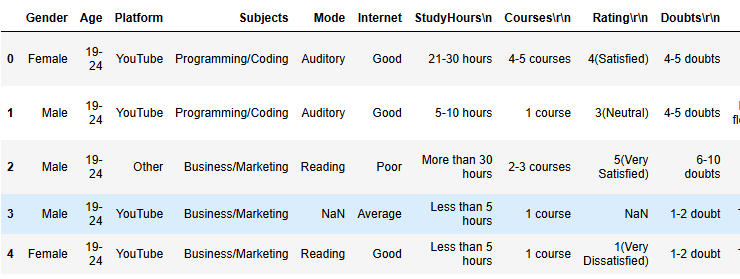 Gender Age Platform Subjects Mode Internet StudyHours\n Courses\r\n Rating\r\n Doubts\r\n
0 Female 19-24 YouTube Programming/Coding Auditory Good 21-30 hours 4-5 courses 4(Satisfied) 4-5 doubts
1 Male 19-24 YouTube Programming/Coding Auditory Good 5-10 hours 1 course 3(Neutral) 4-5 doubts
2 Male 19-24 Other Business/Marketing Reading Poor More than 30 hours 2-3 courses 5(Very Satisfied) 6-10 doubts
3 Male 19-24 YouTube Business/Marketing NaN Average Less than 5 hours 1 course NaN 1-2 doubt
4 Female 19-24 YouTube Business/Marketing Reading Good Less than 5 hours 1 course 1(Very Dissatisfied) 1-2 doubt